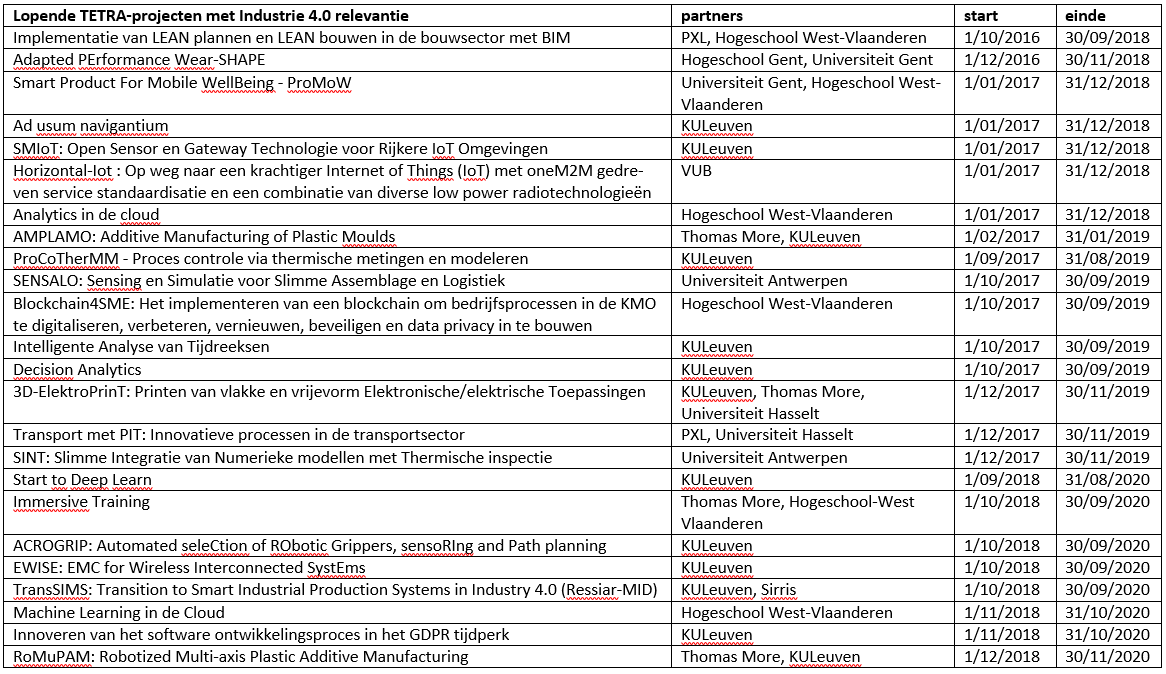 Lopende TETRA-projecten met Industrie 4.0 relevantie partners start einde
Implementatie van LEAN plannen en LEAN bouwen in de bouwsector met BIM PXL, Hogeschool West-Vlaanderen 1/10/2016 30/09/2018
Adapted PErformance Wear-SHAPE Hogeschool Gent, Universiteit Gent 1/12/2016 30/11/2018
Smart Product For Mobile WellBeing - ProMoW Universiteit Gent, Hogeschool West- 1/01/2017 31/12/2018
Vlaanderen
Ad usum navigantium KULeuven 1/01/2017 31/12/2018
SMIoT: Open Sensor en Gateway Technologie voor Rijkere IoT Omgevingen KULeuven 1/01/2017 31/12/2018
Horizontal-Iot : Op weg naar een krachtiger Internet of Things (IoT) met oneM2M gedre- VUB 1/01/2017 31/12/2018
ven service standaardisatie en een combinatie van diverse low power radiotechnologieën
Analytics in de cloud Hogeschool West-Vlaanderen 1/01/2017 31/12/2018
AMPLAMO: Additive Manufacturing of Plastic Moulds Thomas More, KULeuven 1/02/2017 31/01/2019
ProCoTherMM - Proces controle via thermische metingen en modeleren KULeuven 1/09/2017 31/08/2019
SENSALO: Sensing en Simulatie voor Slimme Assemblage en Logistiek Universiteit Antwerpen 1/10/2017 30/09/2019
Blockchain4SME: Het implementeren van een blockchain om bedrijfsprocessen in de KMO Hogeschool West-Vlaanderen 1/10/2017 30/09/2019
te digitaliseren, verbeteren, vernieuwen, beveiligen en data privacy in te bouwen
Intelligente Analyse van Tijdreeksen KULeuven 1/10/2017 30/09/2019
Decision Analytics KULeuven 1/10/2017 30/09/2019
3D-ElektroPrinT: Printen van vlakke en vrijevorm Elektronische/elektrische Toepassingen KULeuven, Thomas More, 1/12/2017 30/11/2019
Universiteit Hasselt
Transport met PIT: Innovatieve processen in de transportsector PXL, Universiteit Hasselt 1/12/2017 30/11/2019
SINT: Slimme Integratie van Numerieke modellen met Thermische inspectie Universiteit Antwerpen 1/12/2017 30/11/2019
Start to Deep Learn KULeuven 1/09/2018 31/08/2020
Immersive Training Thomas More, Hogeschool-West 1/10/2018 30/09/2020
Vlaanderen
ACROGRIP: Automated seleCtion of RObotic Grippers, sensoRIng and Path planning KULeuven 1/10/2018 30/09/2020
EWISE: EMC for Wireless Interconnected SystEms KULeuven 1/10/2018 30/09/2020
TransSIMS: Transition to Smart Industrial Production Systems in Industry 4.0 (Ressiar-MID) KULeuven, Sirris 1/10/2018 30/09/2020
Machine Learning in de Cloud Hogeschool West-Vlaanderen 1/11/2018 31/10/2020
Innoveren van het software ontwikkelingsproces in het GDPR tijdperk KULeuven 1/11/2018 31/10/2020
RoMuPAM: Robotized Multi-axis Plastic Additive Manufacturing Thomas More, KULeuven 1/12/2018 30/11/2020